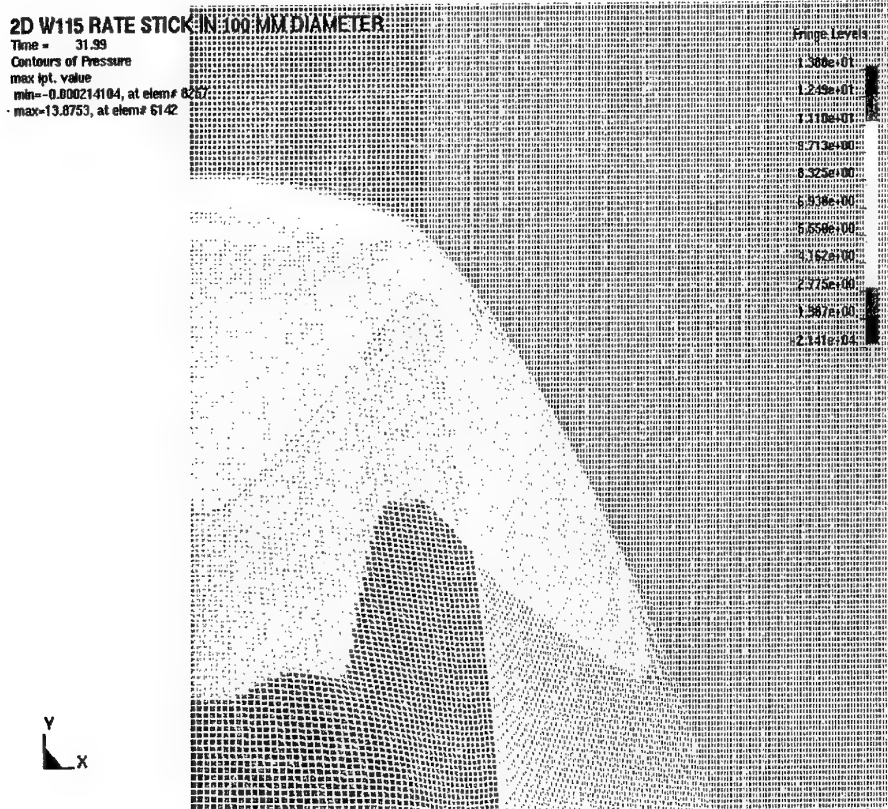 2D W115 RATE STICK IN 100 MM DIAMETER
Time = 31.99
Contours of Pressure
max ipt. value
min=-0.000214104, at elem# 8257
max=13.8753, at elem# 6142
Fringe Levels
1.388e+01
1.249e+01
1.110e+01
9.713e+00
8.325e+00
6.938e+00
5.550e+00
4.162e+00
2.775e+00
1.387e+00
-2.141e-04
Y
X